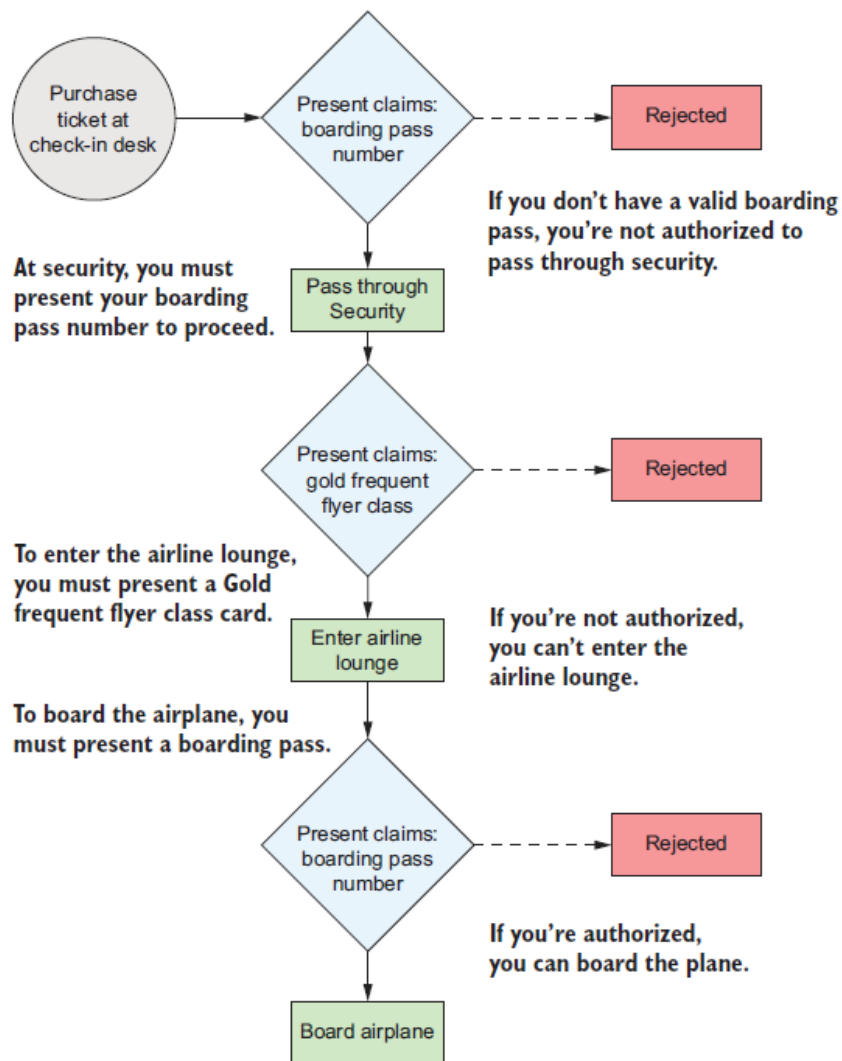 Purchase
ticket at
check-in desk
Present claims:
boarding pass
number
Rejected
If you don't have a valid boarding
pass, you're not authorized to
pass through security.
At security, you must
present your boarding
pass number to proceed.
Pass through
Security
Present claims:
gold frequent
flyer class
Rejected
To enter the airline lounge,
you must present a Gold
frequent flyer class card.
Enter airline
lounge
If you're not authorized,
you can't enter the
airline lounge.
To board the airplane, you
must present a boarding pass.
Present claims:
boarding pass
number
Rejected
If you're authorized,
you can board the plane.
Board airplane